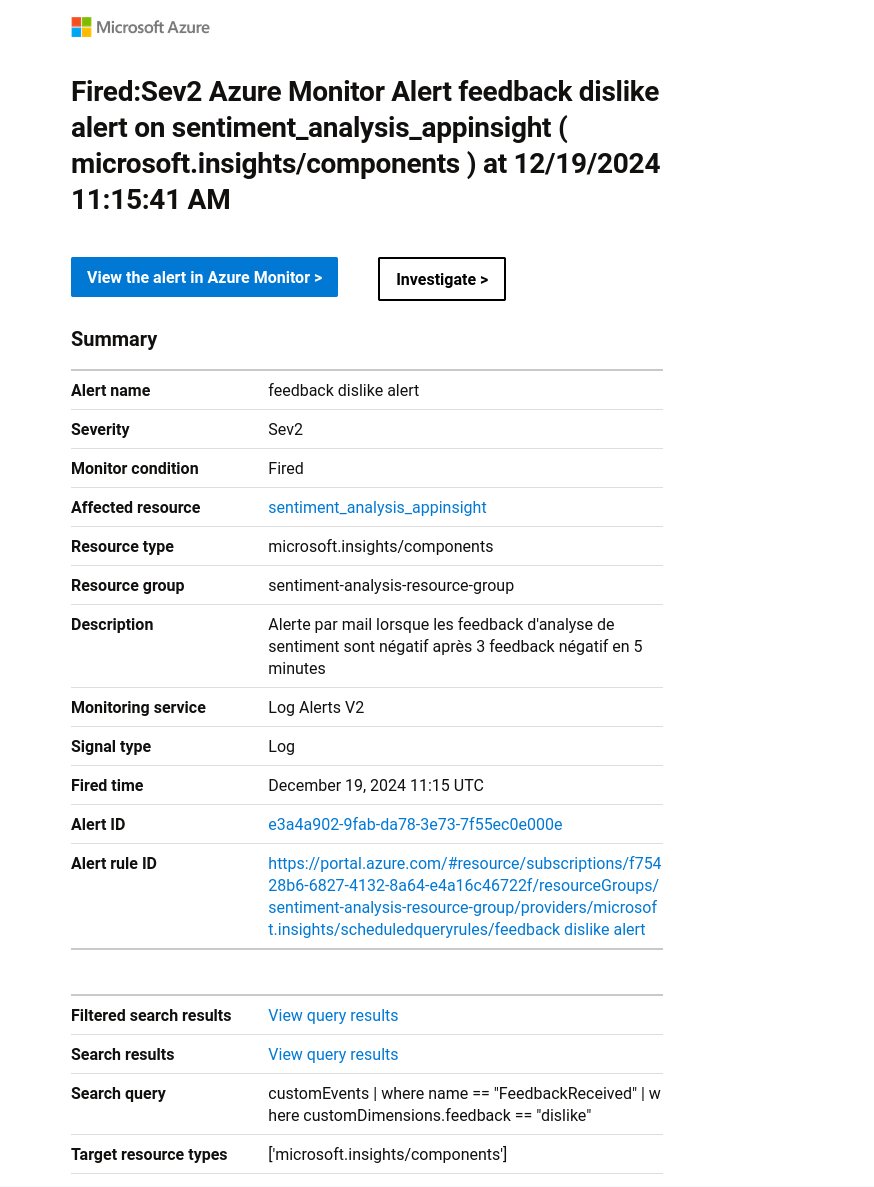 Microsoft Azure
Fired:Sev2 Azure Monitor Alert feedback dislike
alert on sentiment_analysis_appinsight (
microsoft.insights/components ) at 12/19/2024
11:15:41 AM
View the alert in Azure Monitor >
Investigate >
Summary
Alert name feedback dislike alert
Severity Sev2
Monitor condition Fired
Affected resource sentiment_analysis_appinsight
Resource type microsoft.insights/components
Resource group sentiment-analysis-resource-group
Description Alerte par mail lorsque les feedback d'analyse de
sentiment sont négatif après 3 feedback négatif en 5
minutes
Monitoring service Log Alerts V2
Signal type Log
Fired time December 19, 2024 11:15 UTC
Alert ID e3a4a902-9fab-da78-3e73-7f55ec0e000e
Alert rule ID https://portal.azure.com/#resource/subscriptions/f754
28b6-6827-4132-8a64-e4a16c46722f/resourceGroups/
sentiment-analysis-resource-group/providers/microsof
t.insights/scheduledqueryrules/feedback dislike alert
Filtered search results View query results
Search results View query results
Search query customEvents | where name == "FeedbackReceived" | w
here customDimensions.feedback == "dislike"
Target resource types ['microsoft.insights/components']